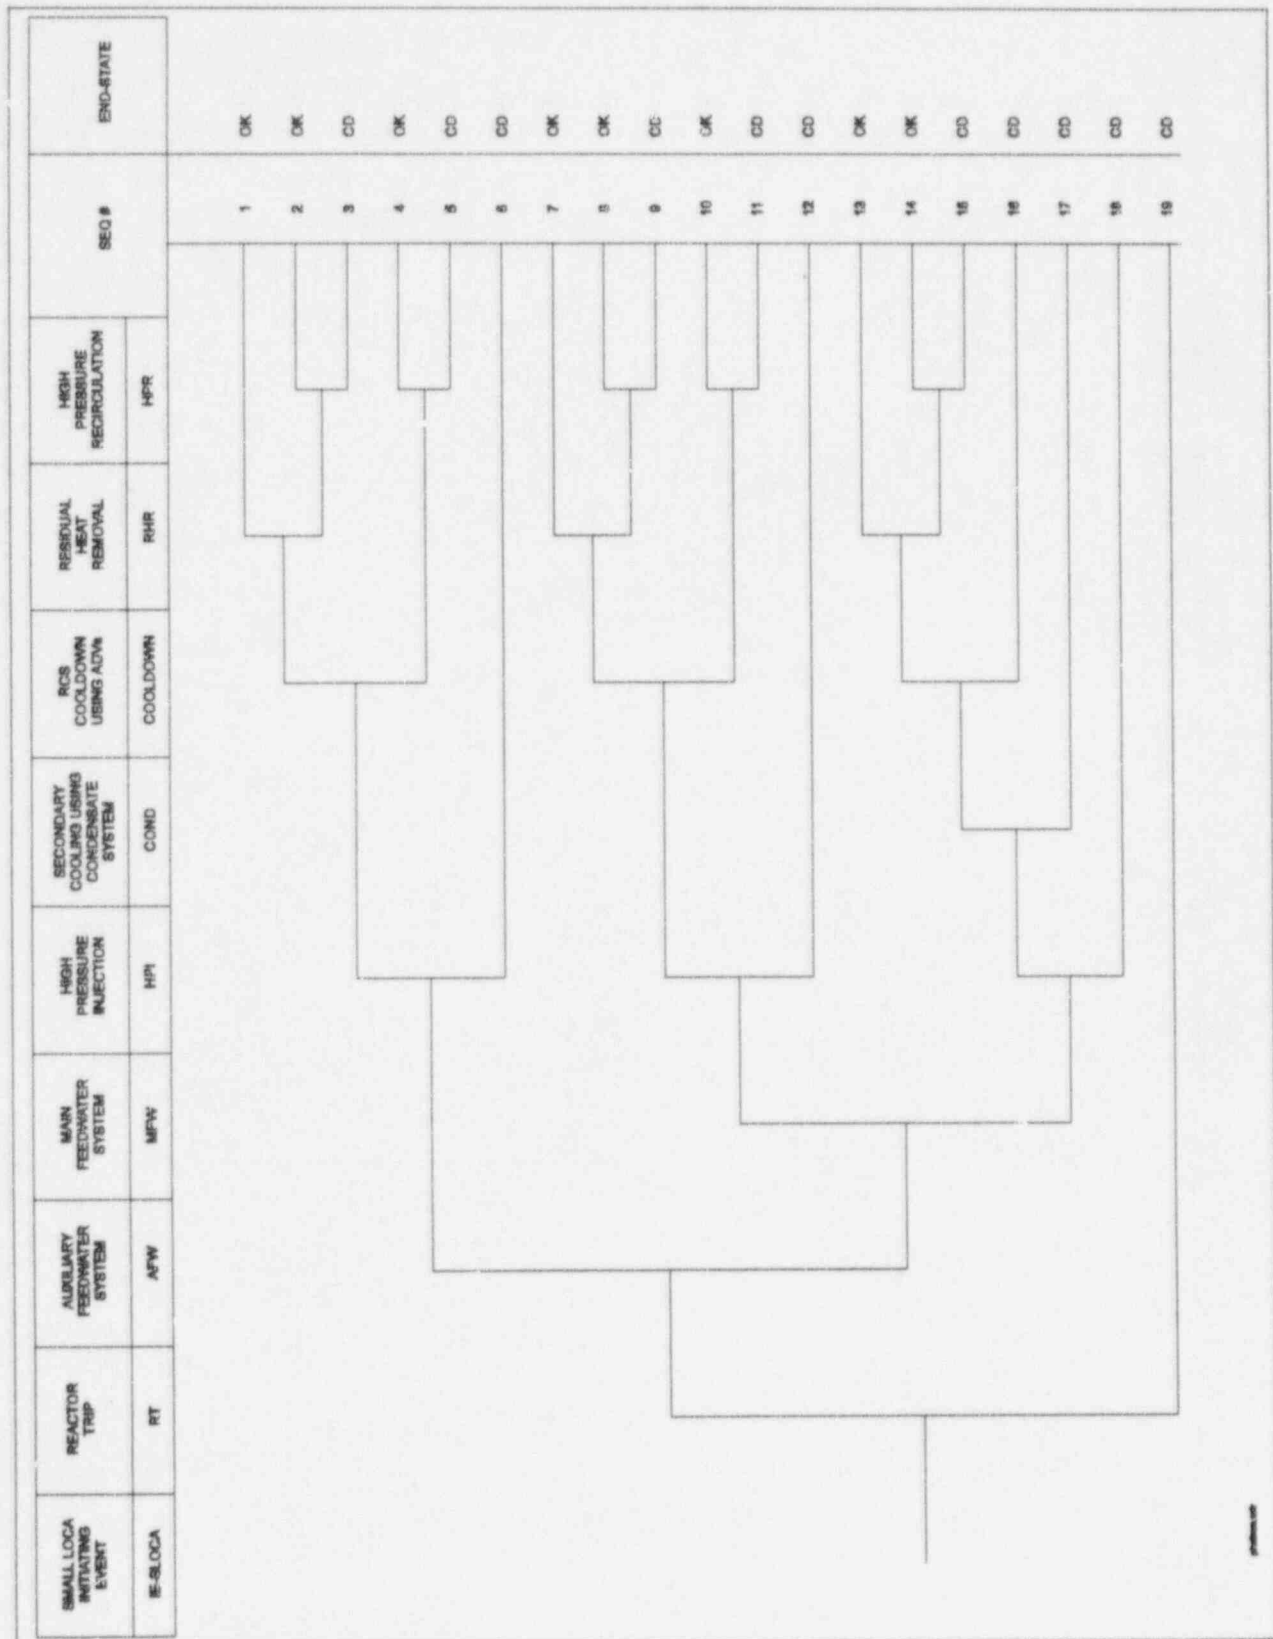 SMALL LOCA
INITIATING
EVENT
REACTOR
TRIP
AUXILIARY
FEEDWATER
SYSTEM
MAIN
FEEDWATER
SYSTEM
HIGH
PRESSURE
INJECTION
SECONDARY
COOLING USING
CONDENSATE
SYSTEM
RCS
COOLDOWN
USING ADVs
RESIDUAL
HEAT
REMOVAL
HIGH
PRESSURE
RECIRCULATION
SEQ #
END-STATE
IE-SLOCA
RT
AFW
MFW
HPI
COND
COOLDOWN
RHR
HPR
1 OK
2 OK
3 CD
4 OK
5 CD
6 CD
7 OK
8 OK
9 CD
10 OK
11 CD
12 CD
13 OK
14 OK
15 CD
16 CD
17 CD
18 CD
19 CD